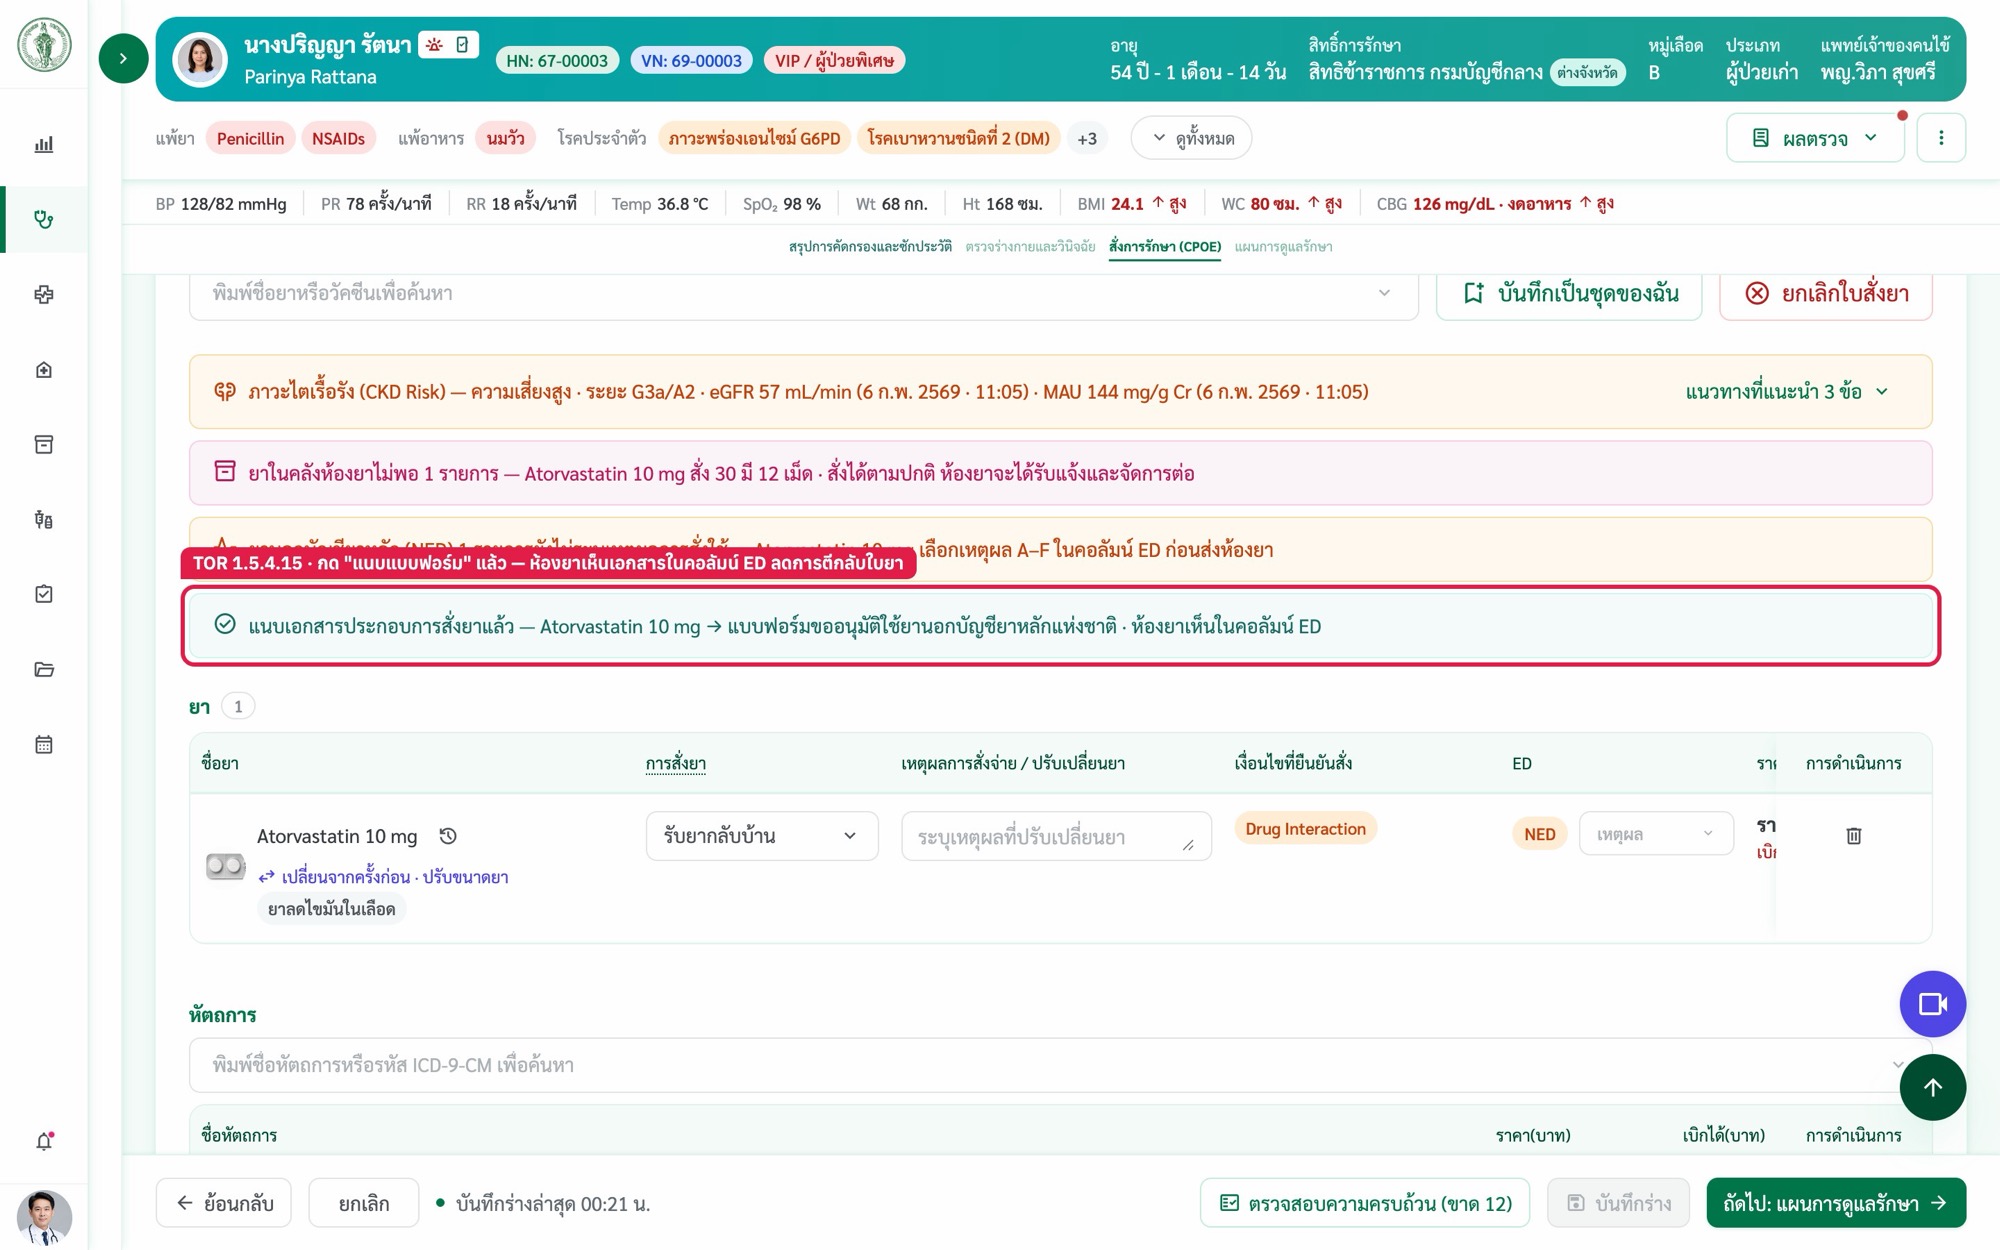 นางปริญญา รัตนา
Parinya Rattana
HN: 67-00003
VN: 69-00003
VIP / ผู้ป่วยพิเศษ
อายุ
54 ปี - 1 เดือน - 14 วัน
สิทธิ์การรักษา
สิทธิข้าราชการ กรมบัญชีกลาง ต่างจังหวัด
หมู่เลือด
B
ประเภท
ผู้ป่วยเก่า
แพทย์เจ้าของคนไข้
พญ.วิภา สุขศรี
แพ้ยา Penicillin NSAIDs แพ้อาหาร นมวัว โรคประจำตัว ภาวะพร่องเอนไซม์ G6PD โรคเบาหวานชนิดที่ 2 (DM) +3 ดูทั้งหมด
ผลตรวจ
BP 128/82 mmHg PR 78 ครั้ง/นาที RR 18 ครั้ง/นาที Temp 36.8 °C SpO₂ 98 % Wt 68 กก. Ht 168 ซม. BMI 24.1 ↑ สูง WC 80 ซม. ↑ สูง CBG 126 mg/dL · งดอาหาร ↑ สูง
สรุปการคัดกรองและซักประวัติ ตรวจร่างกายและวินิจฉัย สั่งการรักษา (CPOE) แผนการดูแลรักษา
พิมพ์ชื่อยาหรือวัคซีนเพื่อค้นหา
บันทึกเป็นชุดของฉัน
ยกเลิกใบสั่งยา
ภาวะไตเรื้อรัง (CKD Risk) — ความเสี่ยงสูง · ระยะ G3a/A2 · eGFR 57 mL/min (6 ก.พ. 2569 · 11:05) · MAU 144 mg/g Cr (6 ก.พ. 2569 · 11:05)
แนวทางที่แนะนำ 3 ข้อ
ยาในคลังห้องยาไม่พอ 1 รายการ — Atorvastatin 10 mg สั่ง 30 มี 12 เม็ด · สั่งได้ตามปกติ ห้องยาจะได้รับแจ้งและจัดการต่อ
เลือกเหตุผล A–F ในคอลัมน์ ED ก่อนส่งห้องยา
TOR 1.5.4.15 · กด "แนบแบบฟอร์ม" แล้ว — ห้องยาเห็นเอกสารในคอลัมน์ ED ลดการตีกลับใบยา
แนบเอกสารประกอบการสั่งยาแล้ว — Atorvastatin 10 mg → แบบฟอร์มขออนุมัติใช้ยานอกบัญชียาหลักแห่งชาติ · ห้องยาเห็นในคอลัมน์ ED
ยา 1
ชื่อยา การสั่งยา เหตุผลการสั่งจ่าย / ปรับเปลี่ยนยา เงื่อนไขที่ยืนยันสั่ง ED การดำเนินการ
Atorvastatin 10 mg
เปลี่ยนจากครั้งก่อน · ปรับขนาดยา
ยาลดไขมันในเลือด
รับยากลับบ้าน
ระบุเหตุผลที่ปรับเปลี่ยนยา
Drug Interaction
NED
เหตุผล
หัตถการ
พิมพ์ชื่อหัตถการหรือรหัส ICD-9-CM เพื่อค้นหา
ชื่อหัตถการ ราคา(บาท) เบิกได้(บาท) การดำเนินการ
ย้อนกลับ
ยกเลิก
บันทึกร่างล่าสุด 00:21 น.
ตรวจสอบความครบถ้วน (ขาด 12)
บันทึกร่าง
ถัดไป: แผนการดูแลรักษา